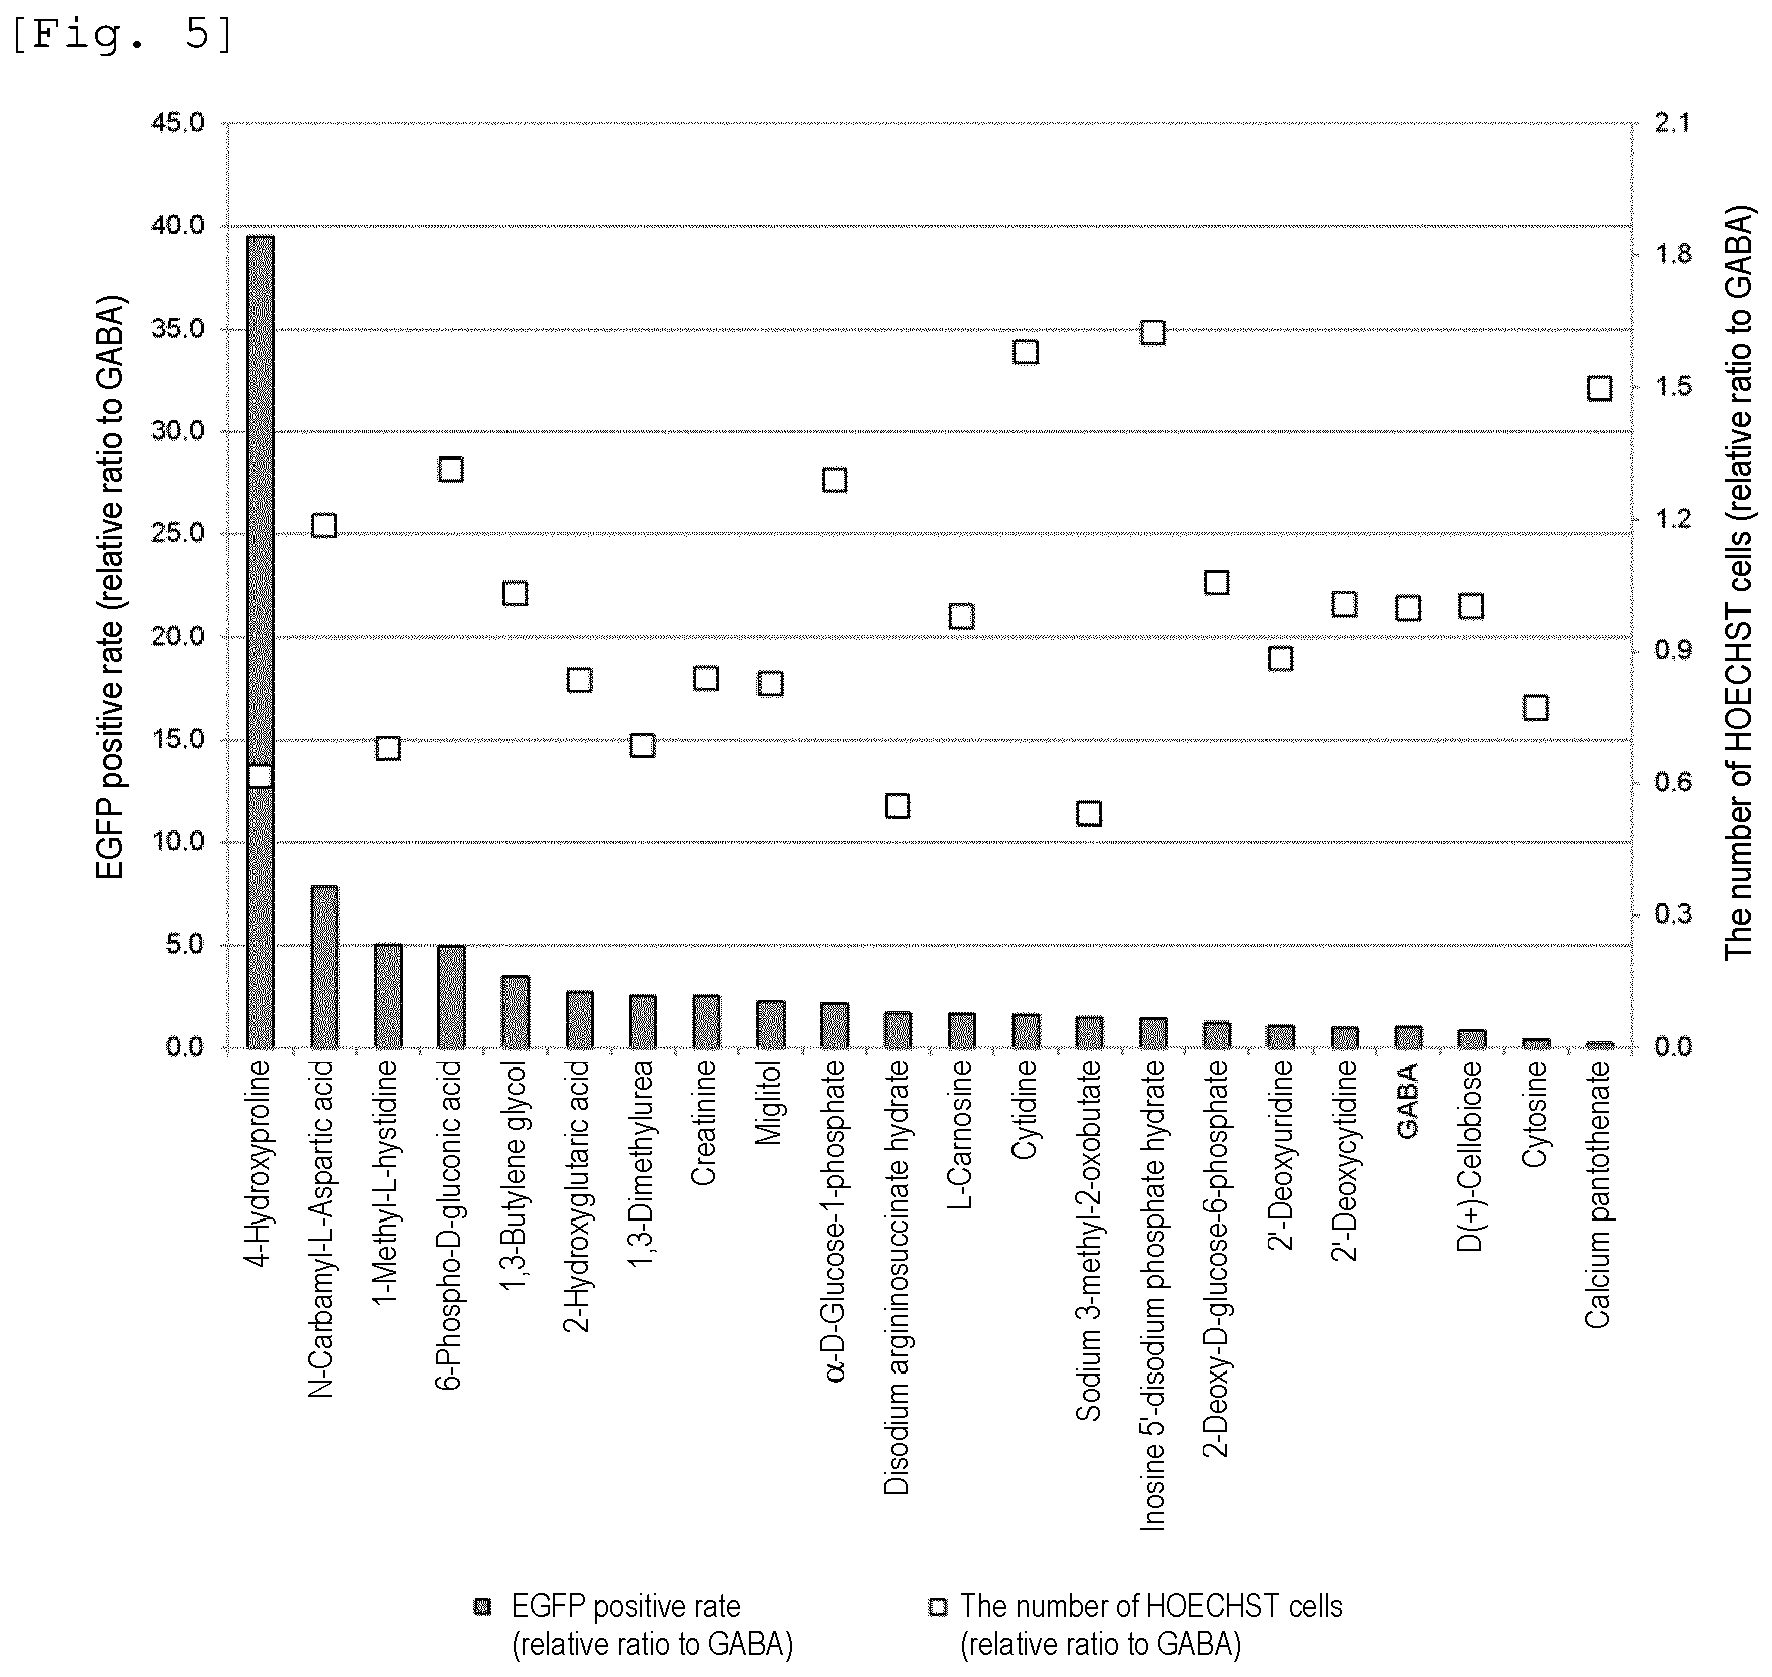 [Fig. 5]
45.0
40.0
35.0
30.0
25.0
20.0
15.0
10.0
5.0
0.0
EGFP positive rate (relative ratio to GABA)
2.1
1.8
1.5
1.2
0.9
0.6
0.3
0.0
The number of HOECHST cells (relative ratio to GABA)
4-Hydroxyproline
N-Carbamyl-L-Aspartic acid
1-Methyl-L-hystidine
6-Phospho-D-gluconic acid
1,3-Butylene glycol
2-Hydroxyglutaric acid
1,3-Dimethylurea
Creatinine
Miglitol
α-D-Glucose-1-phosphate
Disodium argininosuccinate hydrate
L-Carnosine
Cytidine
Sodium 3-methyl-2-oxobutate
Inosine 5'-disodium phosphate hydrate
2-Deoxy-D-glucose-6-phosphate
2'-Deoxyuridine
2'-Deoxycytidine
GABA
D(+)-Cellobiose
Cytosine
Calcium pantothenate
EGFP positive rate
(relative ratio to GABA)
The number of HOECHST cells
(relative ratio to GABA)